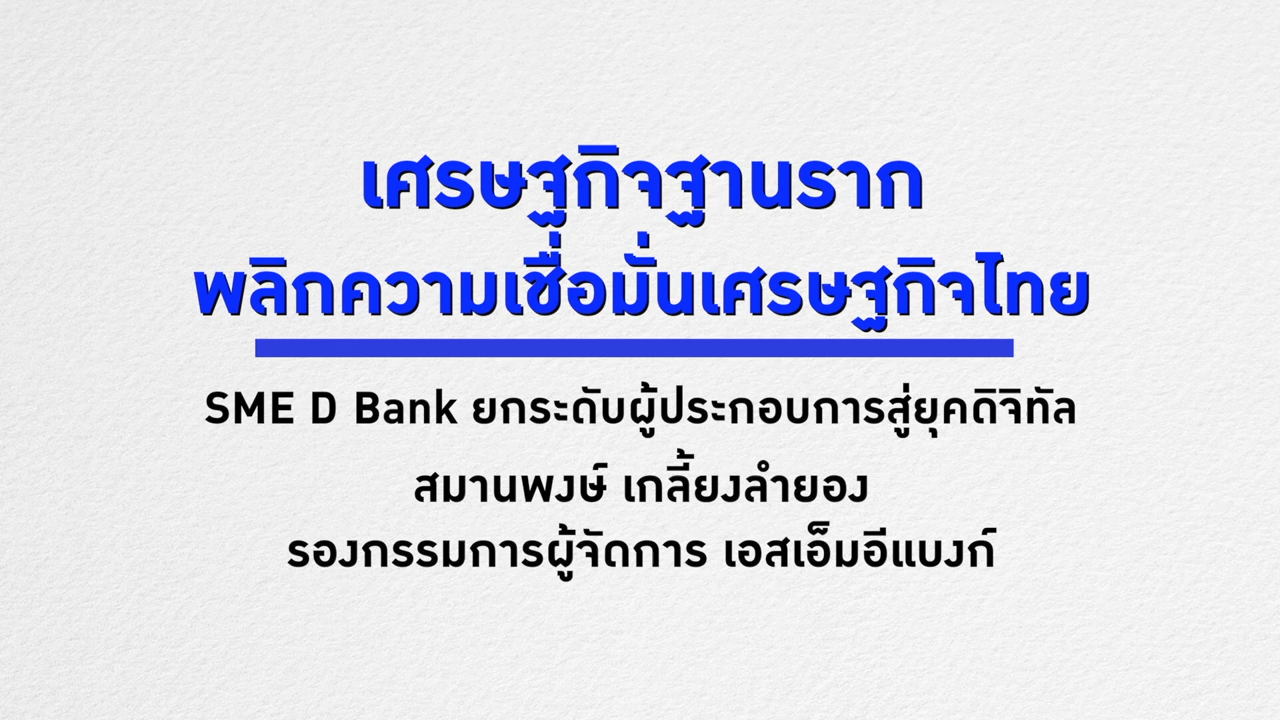 เศรษฐกิจฐานราก
พลิกความเชื่อมั่นเศรษฐกิจไทย
SME D Bank ยกระดับผู้ประกอบการสู่ยุคดิจิทัล
สมานพงษ์ เกลี้ยงลำยอง
รองกรรมการผู้จัดการ เอสเอ็มอีแบงก์